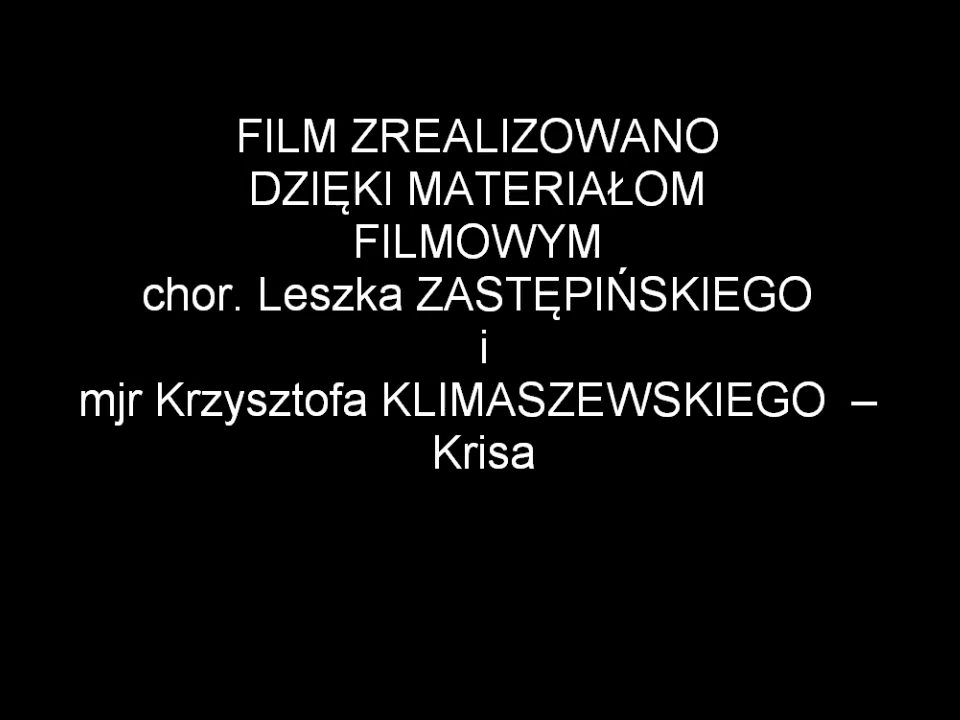 FILM ZREALIZOWANO
DZIĘKI MATERIAŁOM
FILMOWYM
chor. Leszka ZASTĘPIŃSKIEGO
i
mjr Krzysztofa KLIMASZEWSKIEGO –
Krisa